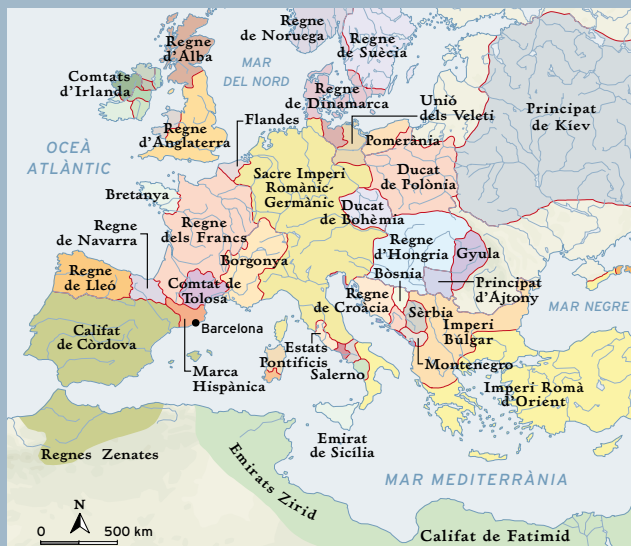 Regne
de Noruega
Regne
de Suècia
Regne
d'Alba
MAR
DEL NORD
Comtats
d'Irlanda
Regne
de Dinamarca
Unió
dels Veleti
Principat
de Kíev
Flandes
Regne
d'Anglaterra
Pomerània
OCEÀ
ATLÀNTIC
Sacre Imperi
Romànic-
Germànic
Ducat
de Polònia
Bretanya
Ducat
de Bohèmia
Regne
de Navarra
Regne
dels Francs
Regne
d'Hongria
Gyula
Borgonya
Bòsnia
Regne
de Lleó
Comtat de
Tolosa
Principat
d'Ajtony
Regne
de Croàcia
MAR NEGRE
Sèrbia
Barcelona
Imperi
Búlgar
Califat
de Còrdova
Estats
Pontificis
Montenegro
Marca
Hispànica
Salerno
Imperi Romà
d'Orient
Emirat
de Sicília
Regnes Zenates
Emirats Zirid
MAR MEDITERRÀNIA
N
0 500 km
Califat de Fatimid